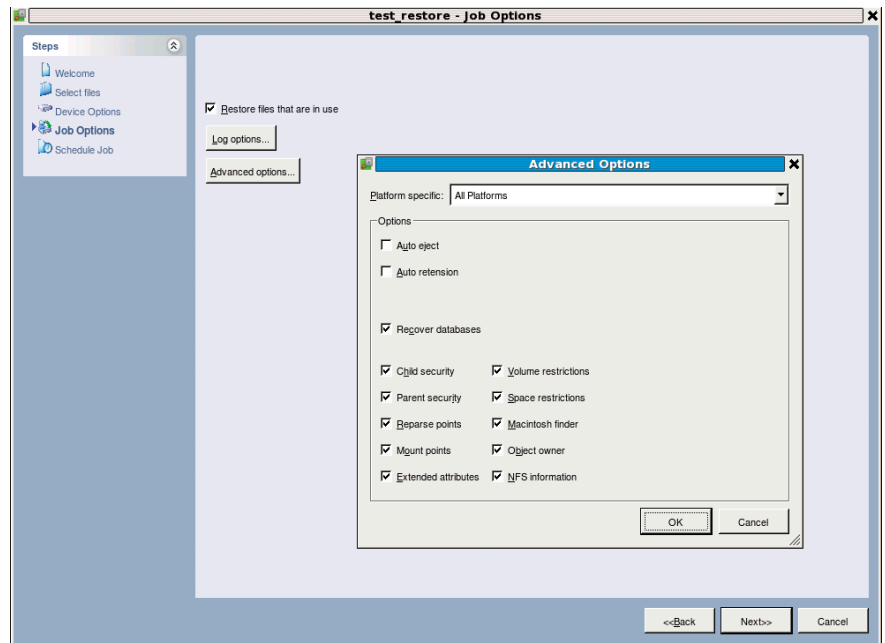 test_restore - Job Options
Steps
Welcome
Select files
Device Options
Job Options
Schedule Job
Restore files that are in use
Log options...
Advanced options...
Advanced Options
Platform specific: All Platforms
Options
Auto eject
Auto retension
Recover databases
Child security Volume restrictions
Parent security Space restrictions
Reparse points Macintosh finder
Mount points Object owner
Extended attributes NFS information
OK Cancel
<<Back Next>> Cancel